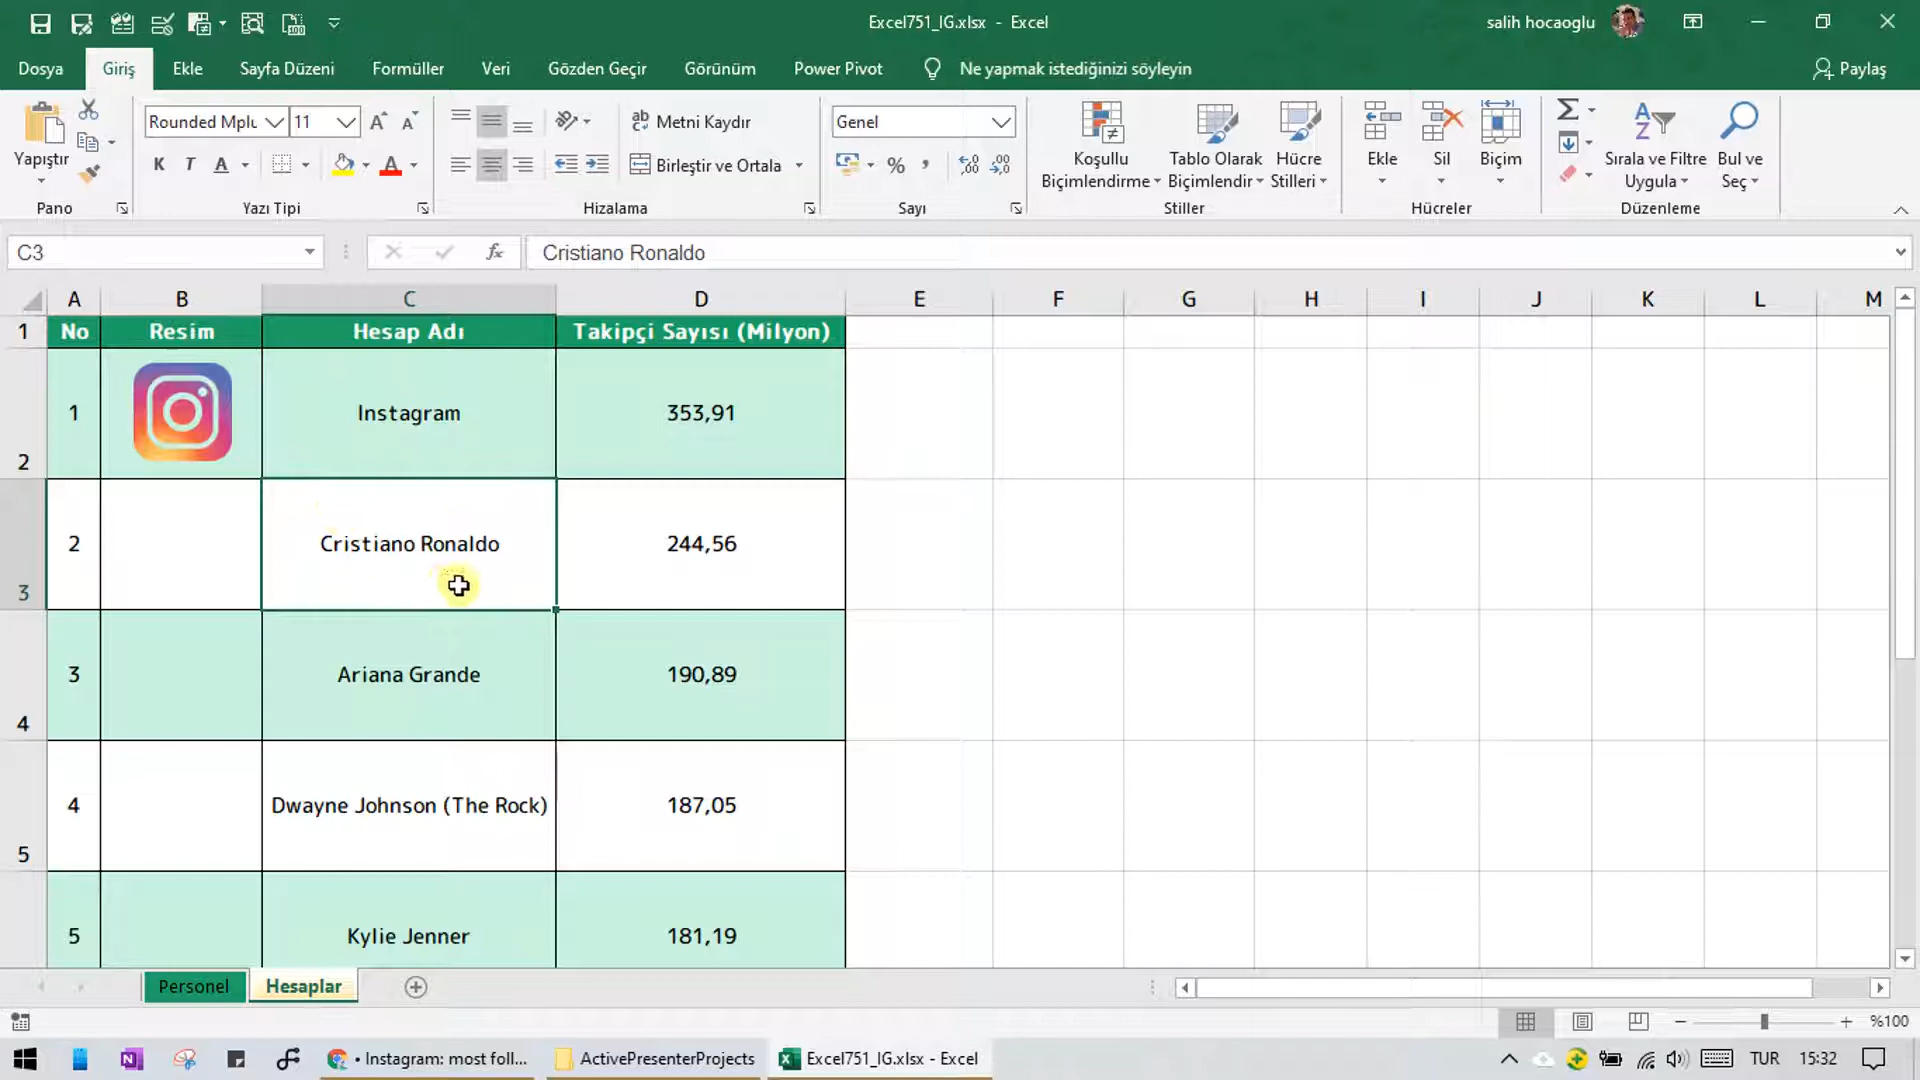 Excel751_IG.xlsx - Excel
salih hocaoglu
Dosya Giriş Ekle Sayfa Düzeni Formüller Veri Gözden Geçir Görünüm Power Pivot Ne yapmak istediğinizi söyleyin Paylaş
Yapıştır
Rounded Mplu 11
Metni Kaydır
Genel
K T A
Birleştir ve Ortala
Koşullu Biçimlendirme
Tablo Olarak Biçimlendir
Hücre Stilleri
Ekle Sil Biçim
Sırala ve Filtre Uygula
Bul ve Seç
Pano Yazı Tipi Hizalama Sayı Stiller Hücreler Düzenleme
C3 fx Cristiano Ronaldo
A B C D E F G H I J K L M
1 No Resim Hesap Adı Takipçi Sayısı (Milyon)
2 1 Instagram 353,91
3 2 Cristiano Ronaldo 244,56
4 3 Ariana Grande 190,89
5 4 Dwayne Johnson (The Rock) 187,05
5 Kylie Jenner 181,19
Personel Hesaplar
%100
• Instagram: most foll... ActivePresenterProjects Excel751_IG.xlsx - Excel TUR 15:32